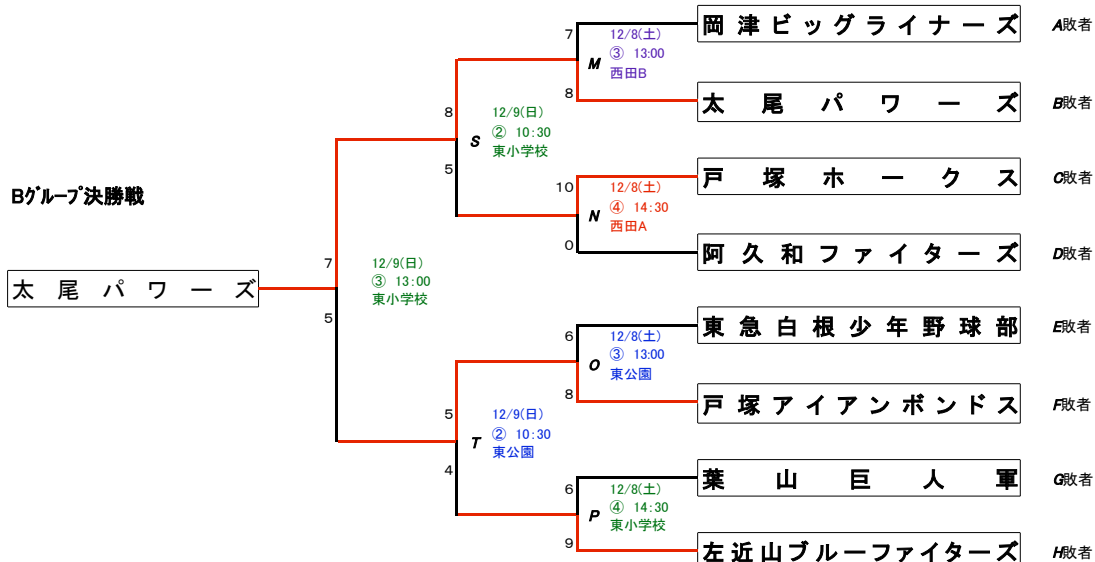 岡津ビッグライナーズ
A敗者
7
12/8(土)
③ 13:00
西田B
M
8
太尾パワーズ
B敗者
8
12/9(日)
② 10:30
東小学校
S
5
戸塚ホークス
C敗者
10
12/8(土)
④ 14:30
西田A
N
0
阿久和ファイターズ
D敗者
Bグループ決勝戦
太尾パワーズ
7
12/9(日)
③ 13:00
東小学校
5
東急白根少年野球部
E敗者
6
12/8(土)
③ 13:00
東公園
O
8
戸塚アイアンボンドス
F敗者
5
12/9(日)
② 10:30
東公園
T
4
葉山巨人軍
G敗者
6
12/8(土)
④ 14:30
東小学校
P
9
左近山ブルーファイターズ
H敗者